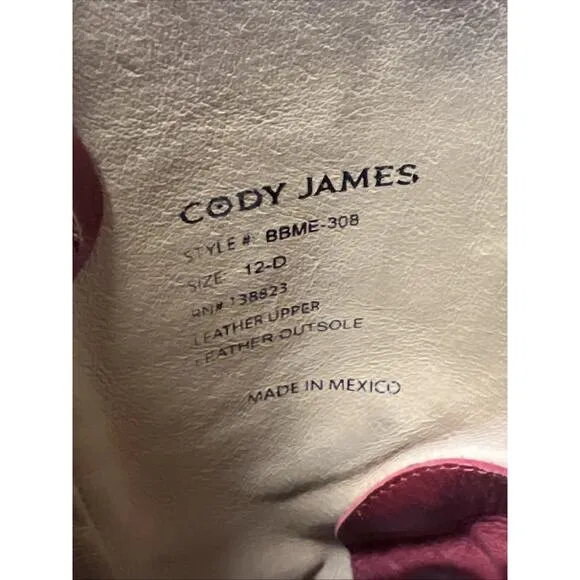 CODY JAMES
STYLE #: BBME-308
SIZE: 12-D
RN# 138823
LEATHER UPPER
LEATHER OUTSOLE
MADE IN MEXICO